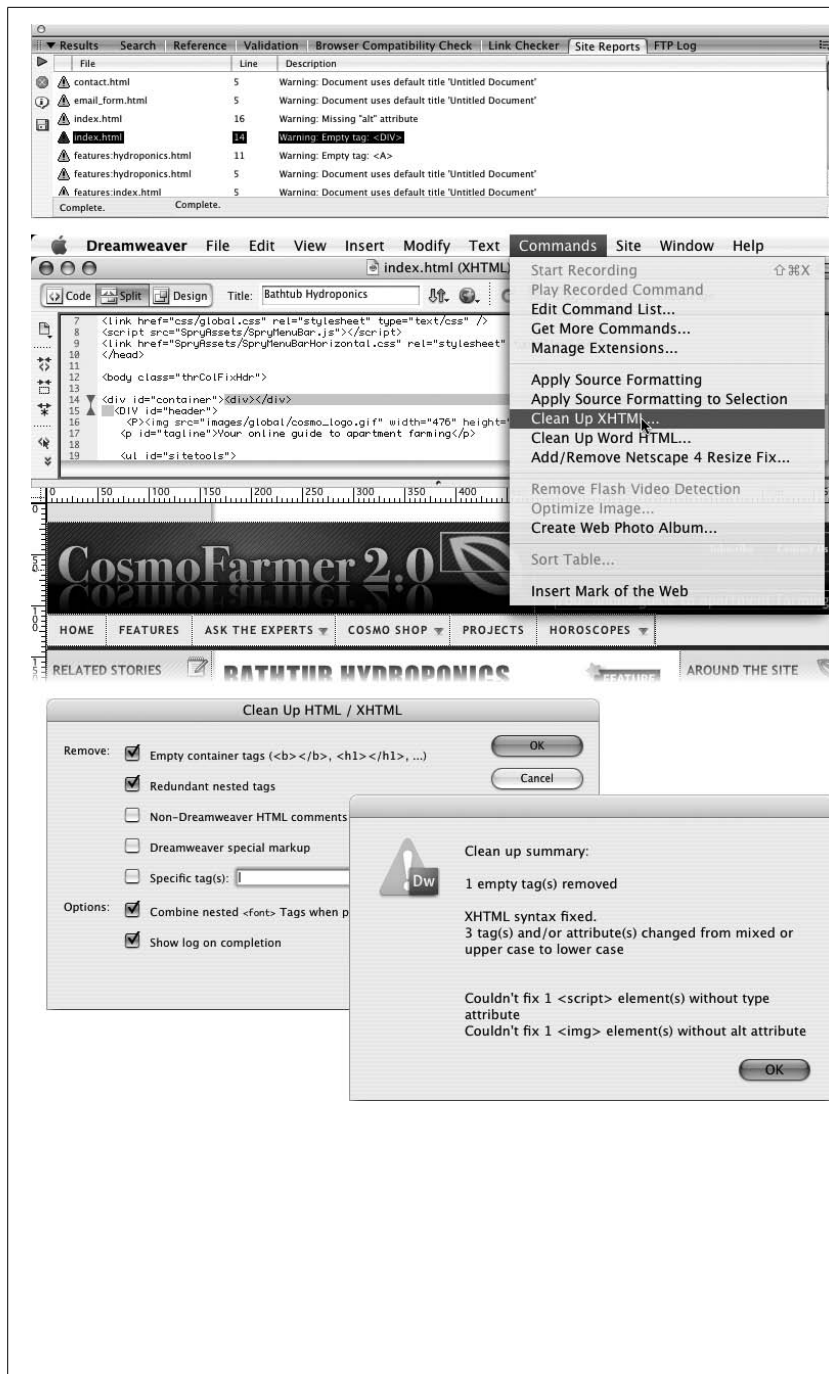 Results Search Reference Validation Browser Compatibility Check Link Checker Site Reports FTP Log
File Line Description
contact.html 5 Warning: Document uses default title 'Untitled Document'
email_form.html 5 Warning: Document uses default title 'Untitled Document'
index.html 16 Warning: Missing "alt" attribute
index.html 14 Warning: Empty tag: <DIV>
features:hydroponics.html 11 Warning: Empty tag: <A>
features:hydroponics.html 5 Warning: Document uses default title 'Untitled Document'
features:index.html 5 Warning: Document uses default title 'Untitled Document'
Complete. Complete.
Dreamweaver File Edit View Insert Modify Text Commands Site Window Help
index.html (XHTML)
Code Split Design Title: Bathtub Hydroponics
7 <link href="css/global.css" rel="stylesheet" type="text/css" />
8 <script src="SpryAssets/SpryMenuBar.js"></script>
9 <link href="SpryAssets/SpryMenuBarHorizontal.css" rel="stylesheet"
10 </head>
11
12 <body class="thrColFixHdr">
13
14 <div id="container"><div></div>
15 <DIV id="header">
16 <P><img src="images/global/cosmo_logo.gif" width="476" height="
17 <p id="tagline">Your online guide to apartment farming</p>
18
19 <ul id="sitetools">
Start Recording ⇧⌘X
Play Recorded Command
Edit Command List...
Get More Commands...
Manage Extensions...
Apply Source Formatting
Apply Source Formatting to Selection
Clean Up XHTML...
Clean Up Word HTML...
Add/Remove Netscape 4 Resize Fix...
Remove Flash Video Detection
Optimize Image...
Create Web Photo Album...
Sort Table...
Insert Mark of the Web
0 50 100 150 200 250 300 350 400
CosmoFarmer 2.0
HOME FEATURES ASK THE EXPERTS COSMO SHOP PROJECTS HOROSCOPES
RELATED STORIES BATHTUB HYDROPONICS FEATURE AROUND THE SITE
Clean Up HTML / XHTML
Remove: Empty container tags (<b></b>, <h1></h1>, ...) OK
Redundant nested tags Cancel
Non-Dreamweaver HTML comments
Dreamweaver special markup
Specific tag(s):
Options: Combine nested <font> Tags when p
Show log on completion
Clean up summary:
Dw
1 empty tag(s) removed
XHTML syntax fixed.
3 tag(s) and/or attribute(s) changed from mixed or
upper case to lower case
Couldn't fix 1 <script> element(s) without type
attribute
Couldn't fix 1 <img> element(s) without alt attribute
OK